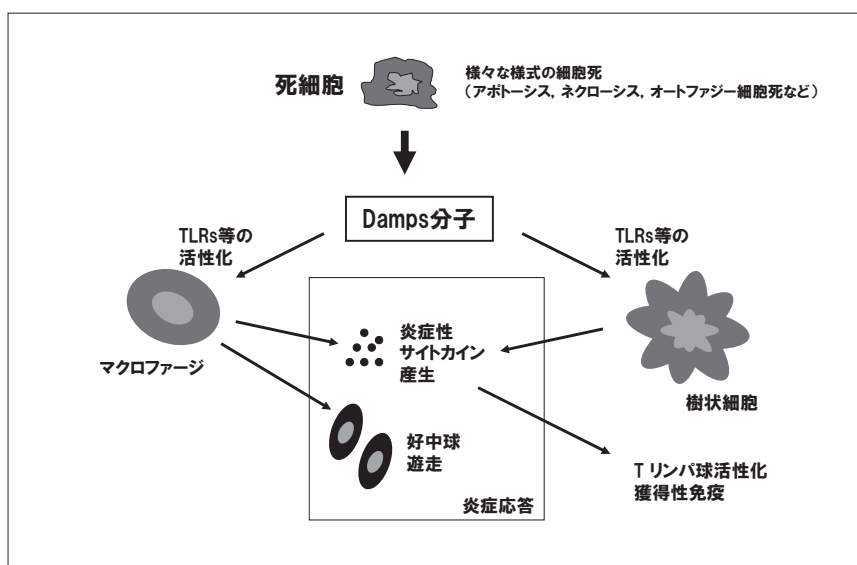 死細胞
様々な様式の細胞死
（アポトーシス, ネクローシス, オートファジー細胞死など）
Damps分子
TLRs等の
活性化
TLRs等の
活性化
マクロファージ
炎症性
サイトカイン
産生
樹状細胞
好中球
遊走
T リンパ球活性化
獲得性免疫
炎症応答